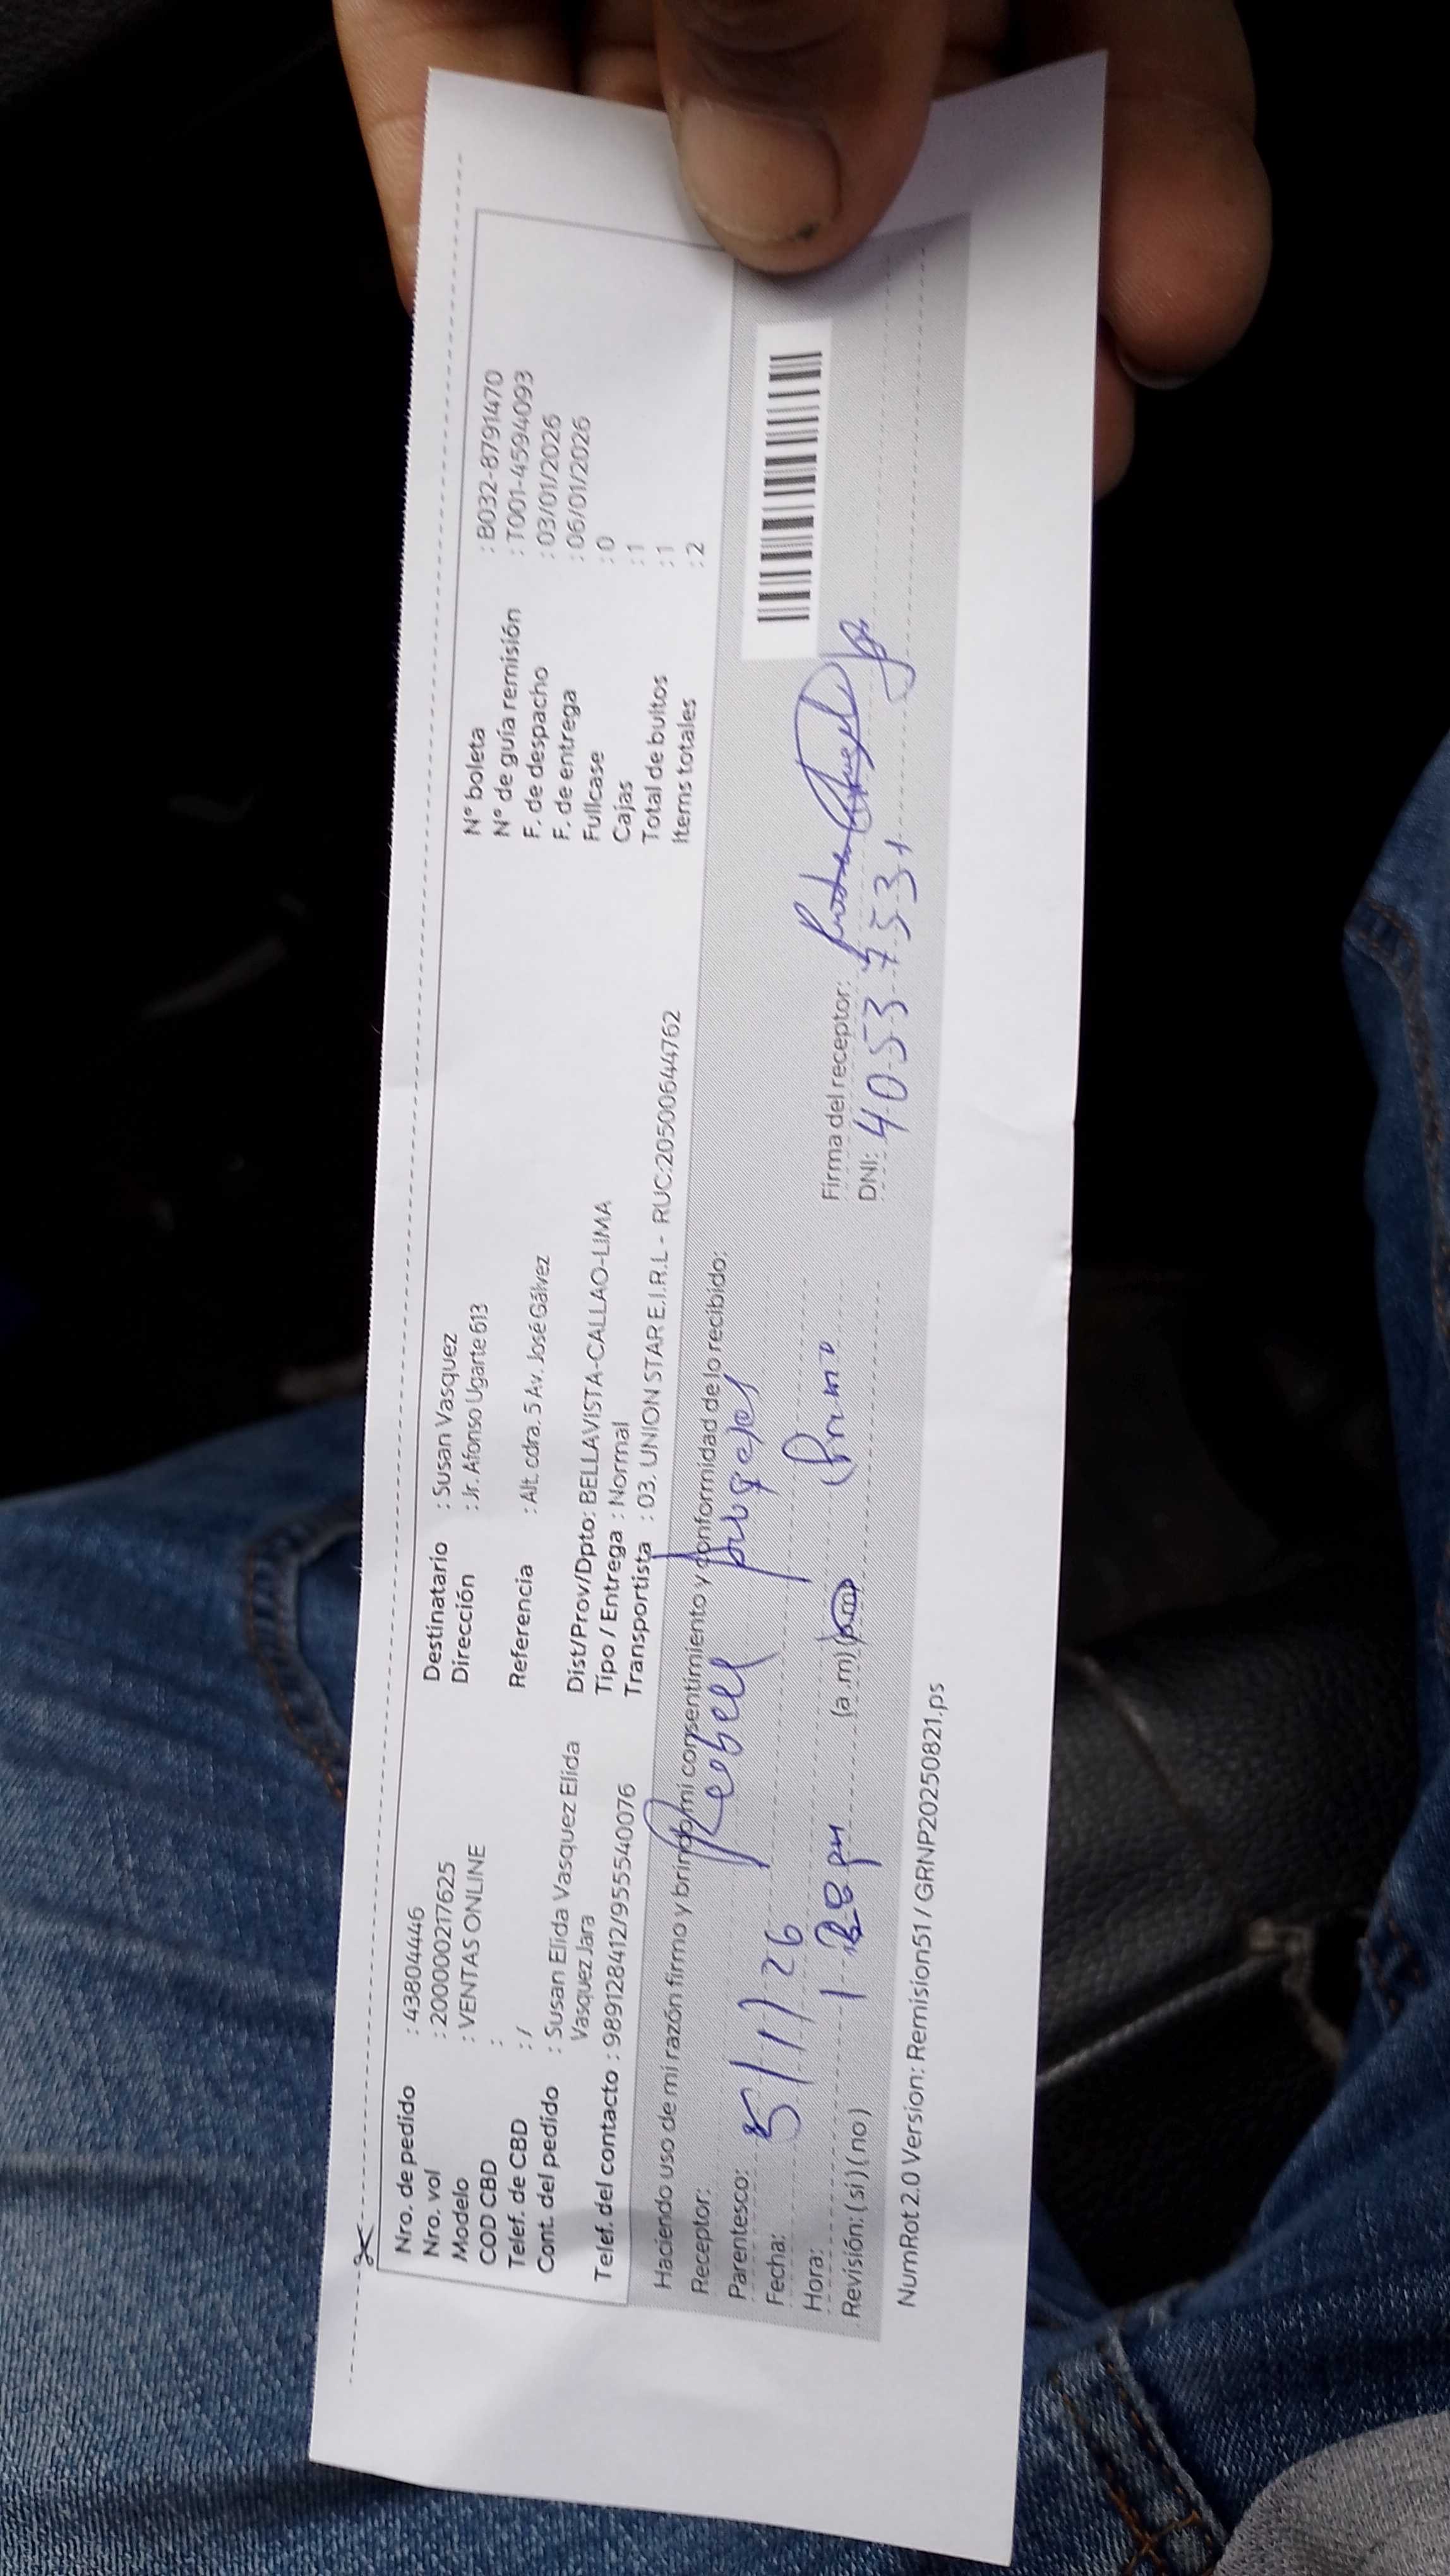 Nro. de pedido : 43804446
Nro. vol : 200000217625
Modelo : VENTAS ONLINE
COD CBD :
Telef. de CBD : /
Cont. del pedido : Susan Elida Vasquez Elida
Vasquez Jara
Telef. del contacto : 989128412/955540076
Destinatario : Susan Vasquez
Dirección : Jr. Afonso Ugarte 613
Referencia : Alt. cdra. 5 Av. José Gálvez
Dist/Prov/Dpto: BELLAVISTA-CALLAO-LIMA
Tipo / Entrega : Normal
Transportista : 03. UNION STAR E.I.R.L - RUC:20500644762
N° boleta : B032-8791470
N° de guía remisión : T001-4594093
F. de despacho : 03/01/2026
F. de entrega : 06/01/2026
Fullcase : 0
Cajas : 1
Total de bultos : 1
Items totales : 2
Haciendo uso de mi razón firmo y brindo mi consentimiento y conformidad de lo recibido:
Receptor:
Parentesco:
Fecha: 5/1/26
Hora: 1 28 pm (a .m)
Revisión: ( si ) ( no )
Firma del receptor:
DNI: 40537531
NumRot 2.0 Version: Remision51 / GRNP20250821.ps